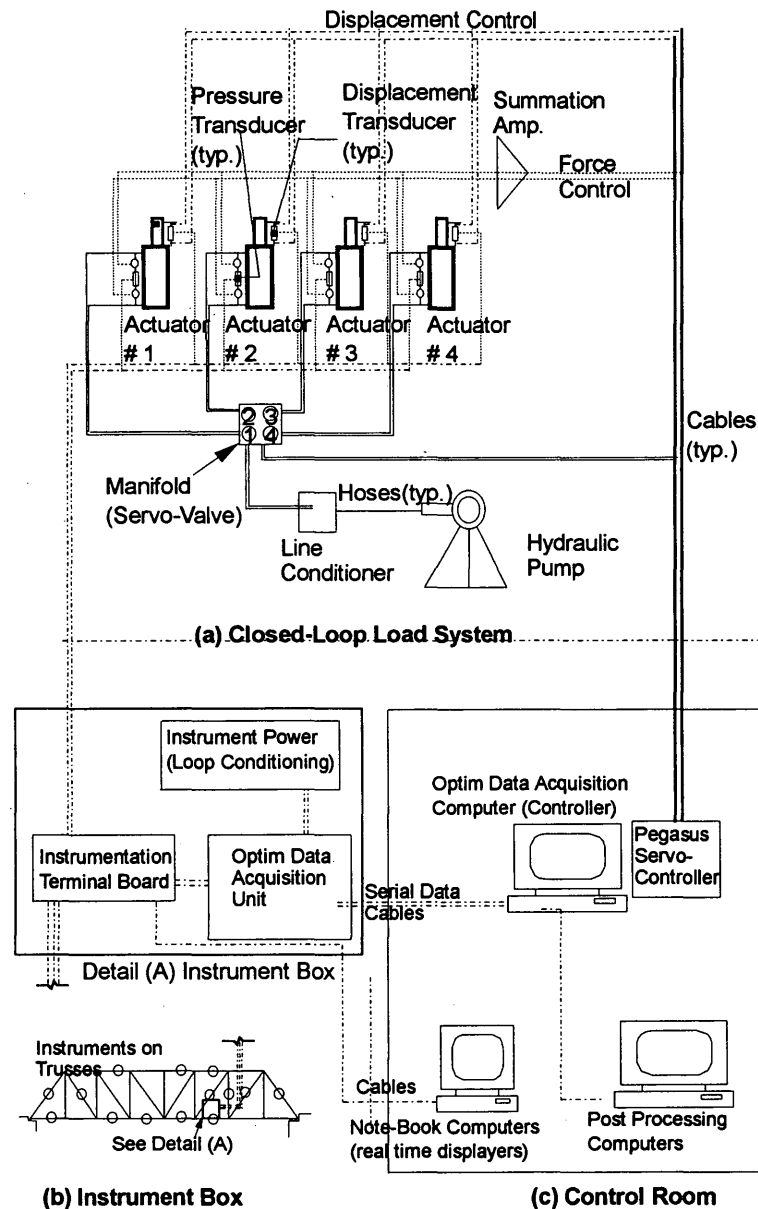 Displacement Control
Pressure
Transducer
(typ.)
Displacement
Transducer
(typ.)
Summation
Amp.
Force
Control
Actuator
# 1
Actuator
# 2
Actuator
# 3
Actuator
# 4
2 3
1 4
Cables
(typ.)
Manifold
(Servo-Valve)
Hoses(typ.)
Line
Conditioner
Hydraulic
Pump
(a) Closed-Loop Load System
Instrument Power
(Loop Conditioning)
Instrumentation
Terminal Board
Optim Data
Acquisition
Unit
Detail (A) Instrument Box
Optim Data Acquisition
Computer (Controller)
Pegasus
Servo-
Controller
Serial Data
Cables
Instruments on
Trusses
See Detail (A)
Cables
Note-Book Computers
(real time displayers)
Post Processing
Computers
(b) Instrument Box
(c) Control Room